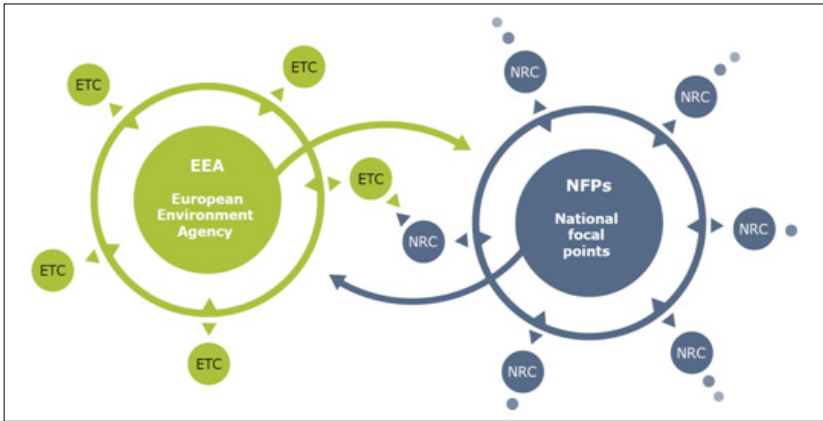 ETC
ETC
EEA
European
Environment
Agency
ETC
ETC
ETC
NRC
NRC
NRC
NFPs
National
focal
points
NRC
NRC
NRC